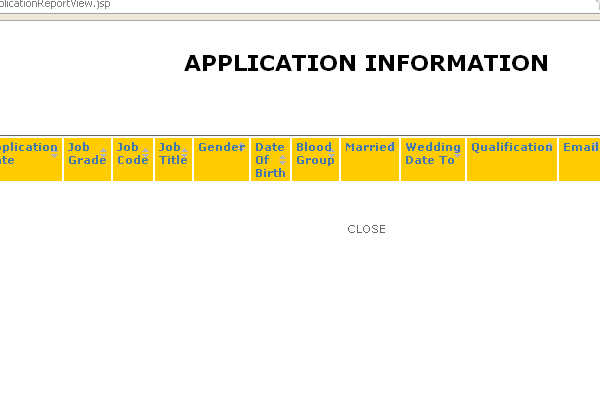 plicationReportView.jsp
APPLICATION INFORMATION
pplication Job Job Job Gender Date Blood Married Wedding Qualification Email
ate Grade Code Title Of Group Date To
Birth
CLOSE